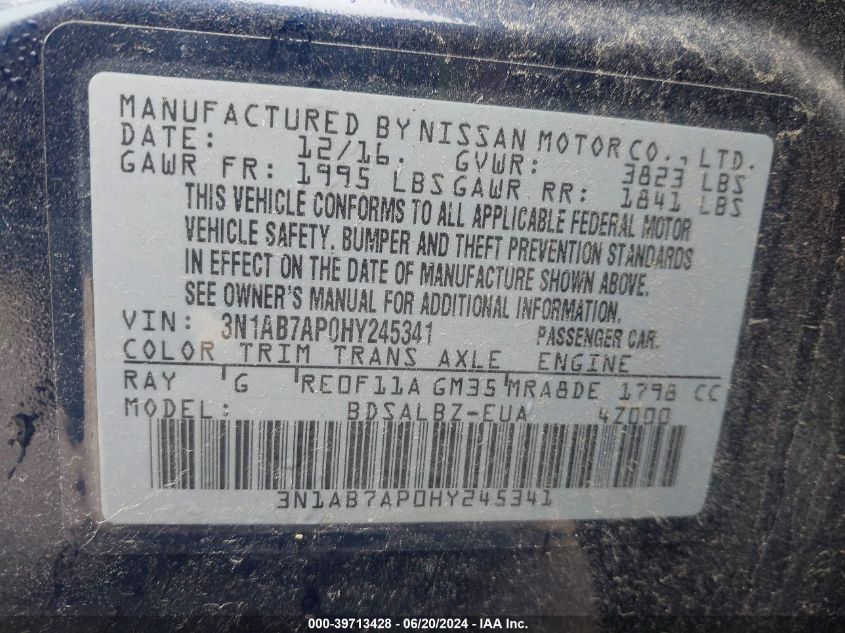 MANUFACTURED BY NISSAN MOTOR CO., LTD.
DATE: 12/16. GVWR: 3823 LBS
GAWR FR: 1995 LBS GAWR RR: 1841 LBS
THIS VEHICLE CONFORMS TO ALL APPLICABLE FEDERAL MOTOR
VEHICLE SAFETY, BUMPER AND THEFT PREVENTION STANDARDS
IN EFFECT ON THE DATE OF MANUFACTURE SHOWN ABOVE.
SEE OWNER'S MANUAL FOR ADDITIONAL INFORMATION.
VIN: 3N1AB7AP0HY245341 PASSENGER CAR.
COLOR TRIM TRANS AXLE ENGINE
RAY G RE0F11A GM35 MRA8DE 1798 CC
MODEL: BDSALBZ-EUA 4Z000
3N1AB7AP0HY245341
000-39713428 - 06/20/2024 - IAAI.COM